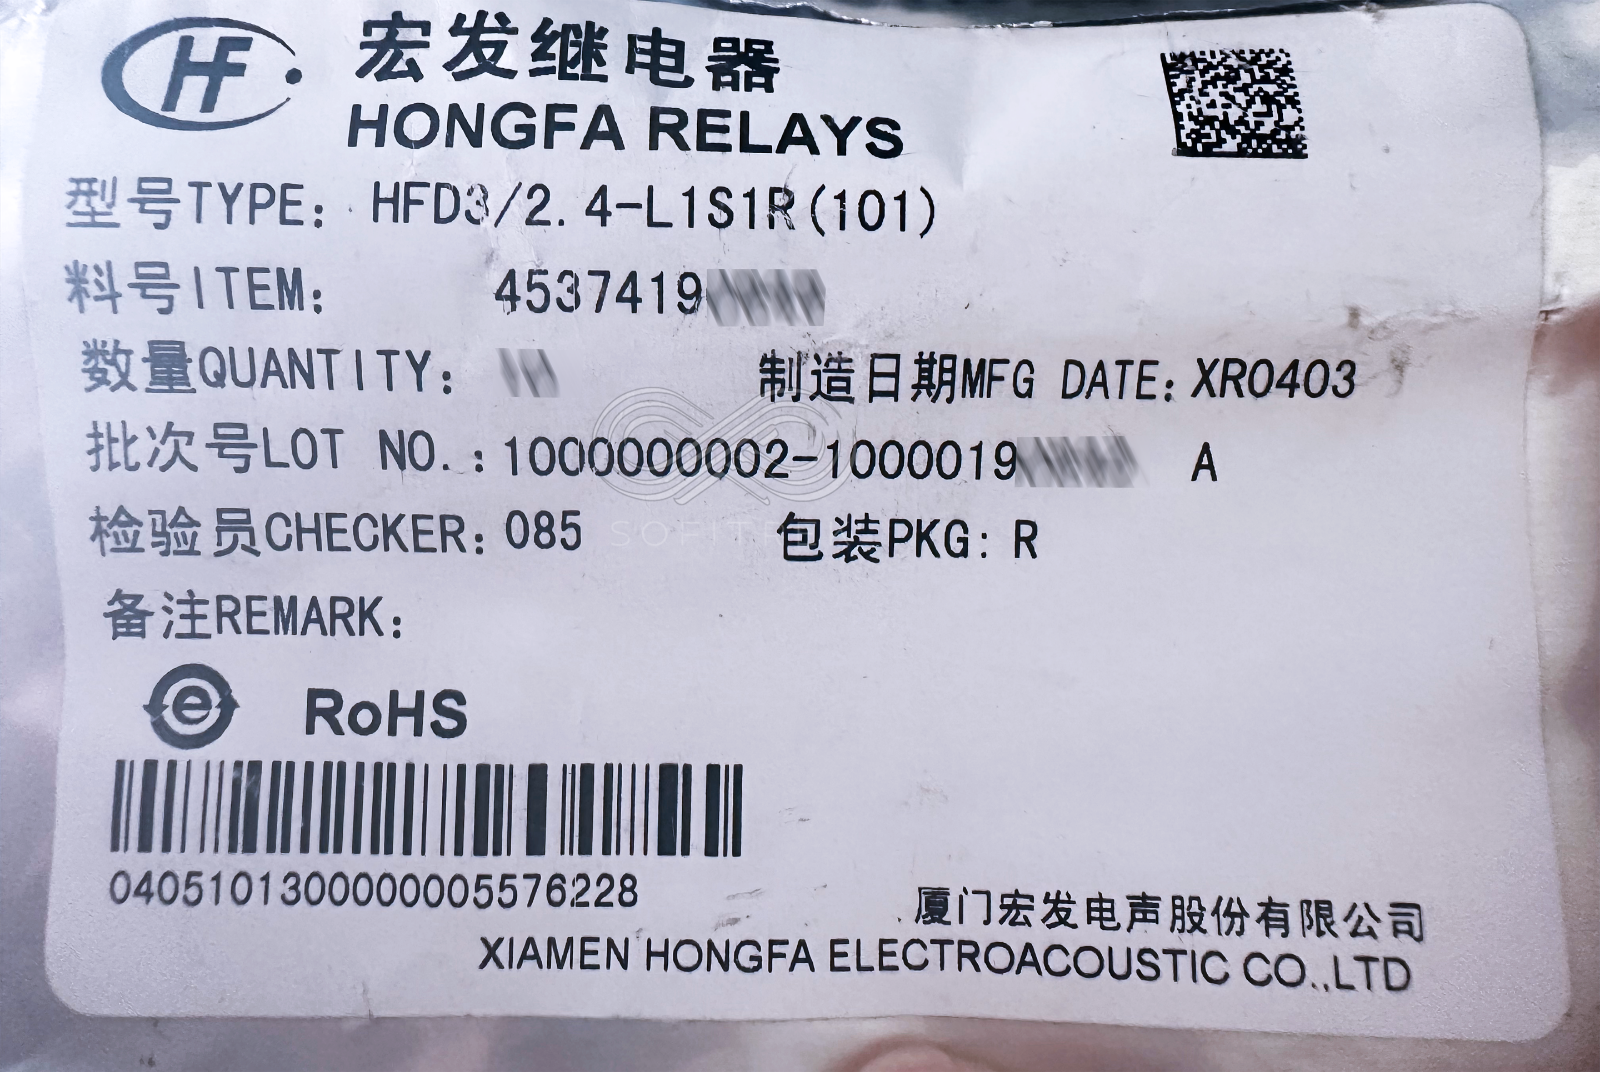 HF
宏发继电器
HONGFA RELAYS
型号TYPE: HFD3/2.4-L1S1R(101)
料号ITEM: 4537419
数量QUANTITY: 制造日期MFG DATE: XR0403
批次号LOT NO.: 1000000002-1000019 A
检验员CHECKER: 085 包装PKG: R
备注REMARK:
e RoHS
0405101300000005576228
厦门宏发电声股份有限公司
XIAMEN HONGFA ELECTROACOUSTIC CO.,LTD